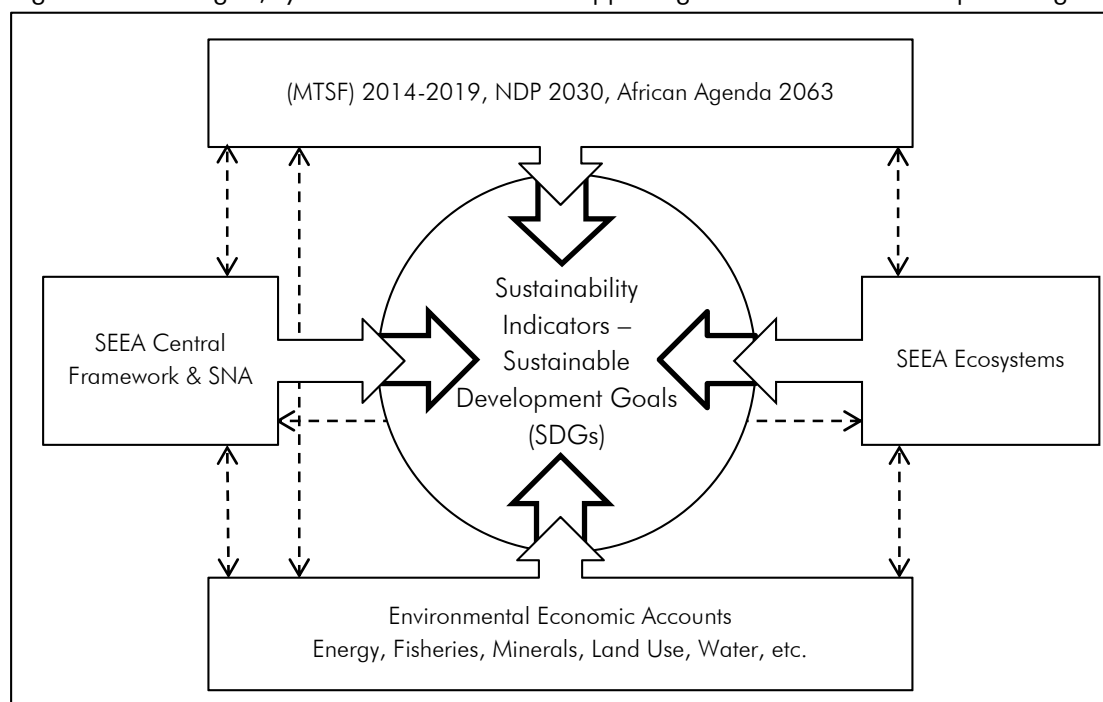 (MTSF) 2014-2019, NDP 2030, African Agenda 2063
SEEA Central
Framework & SNA
Sustainability
Indicators –
Sustainable
Development Goals
(SDGs)
SEEA Ecosystems
Environmental Economic Accounts
Energy, Fisheries, Minerals, Land Use, Water, etc.